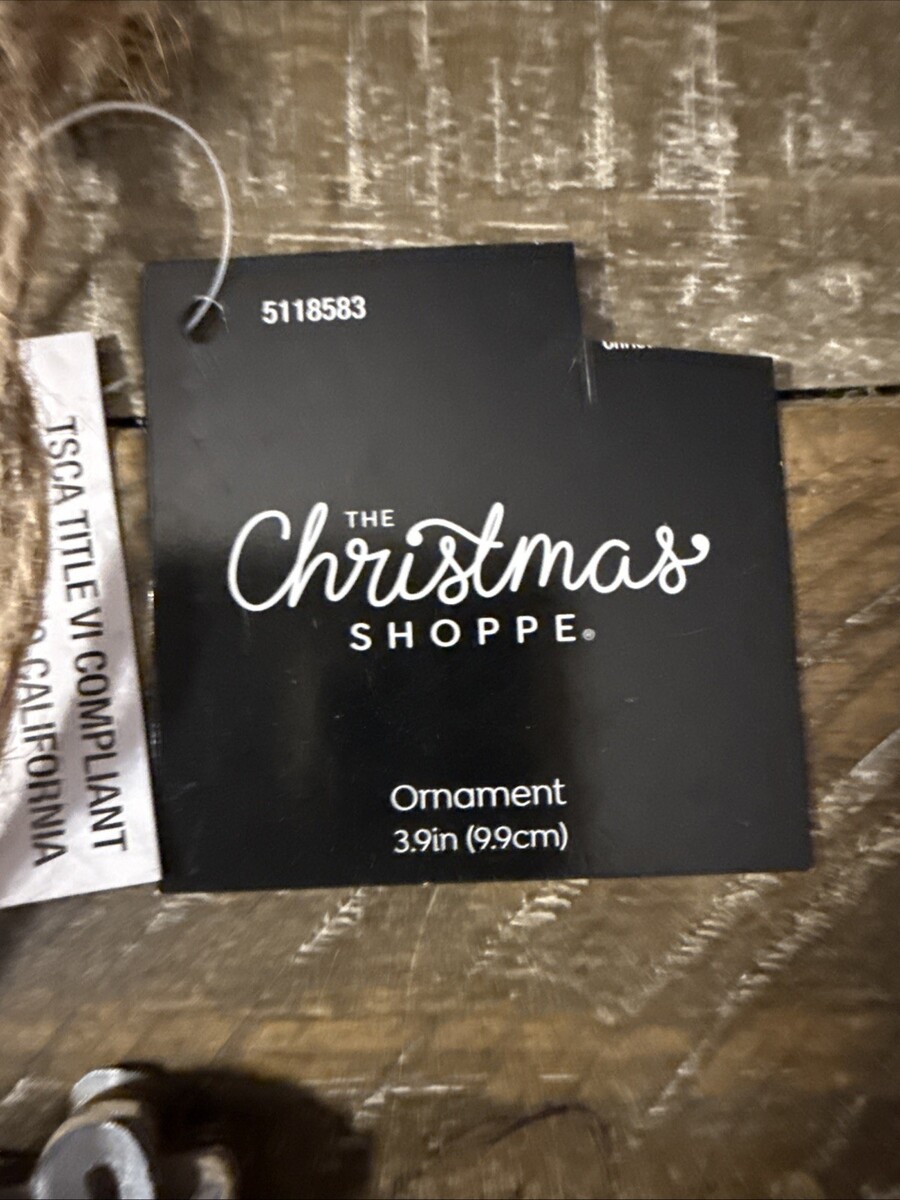 5118583
THE
Christmas
SHOPPE®
Ornament
3.9in (9.9cm)
TSCA TITLE VI COMPLIANT
CALIFORNIA